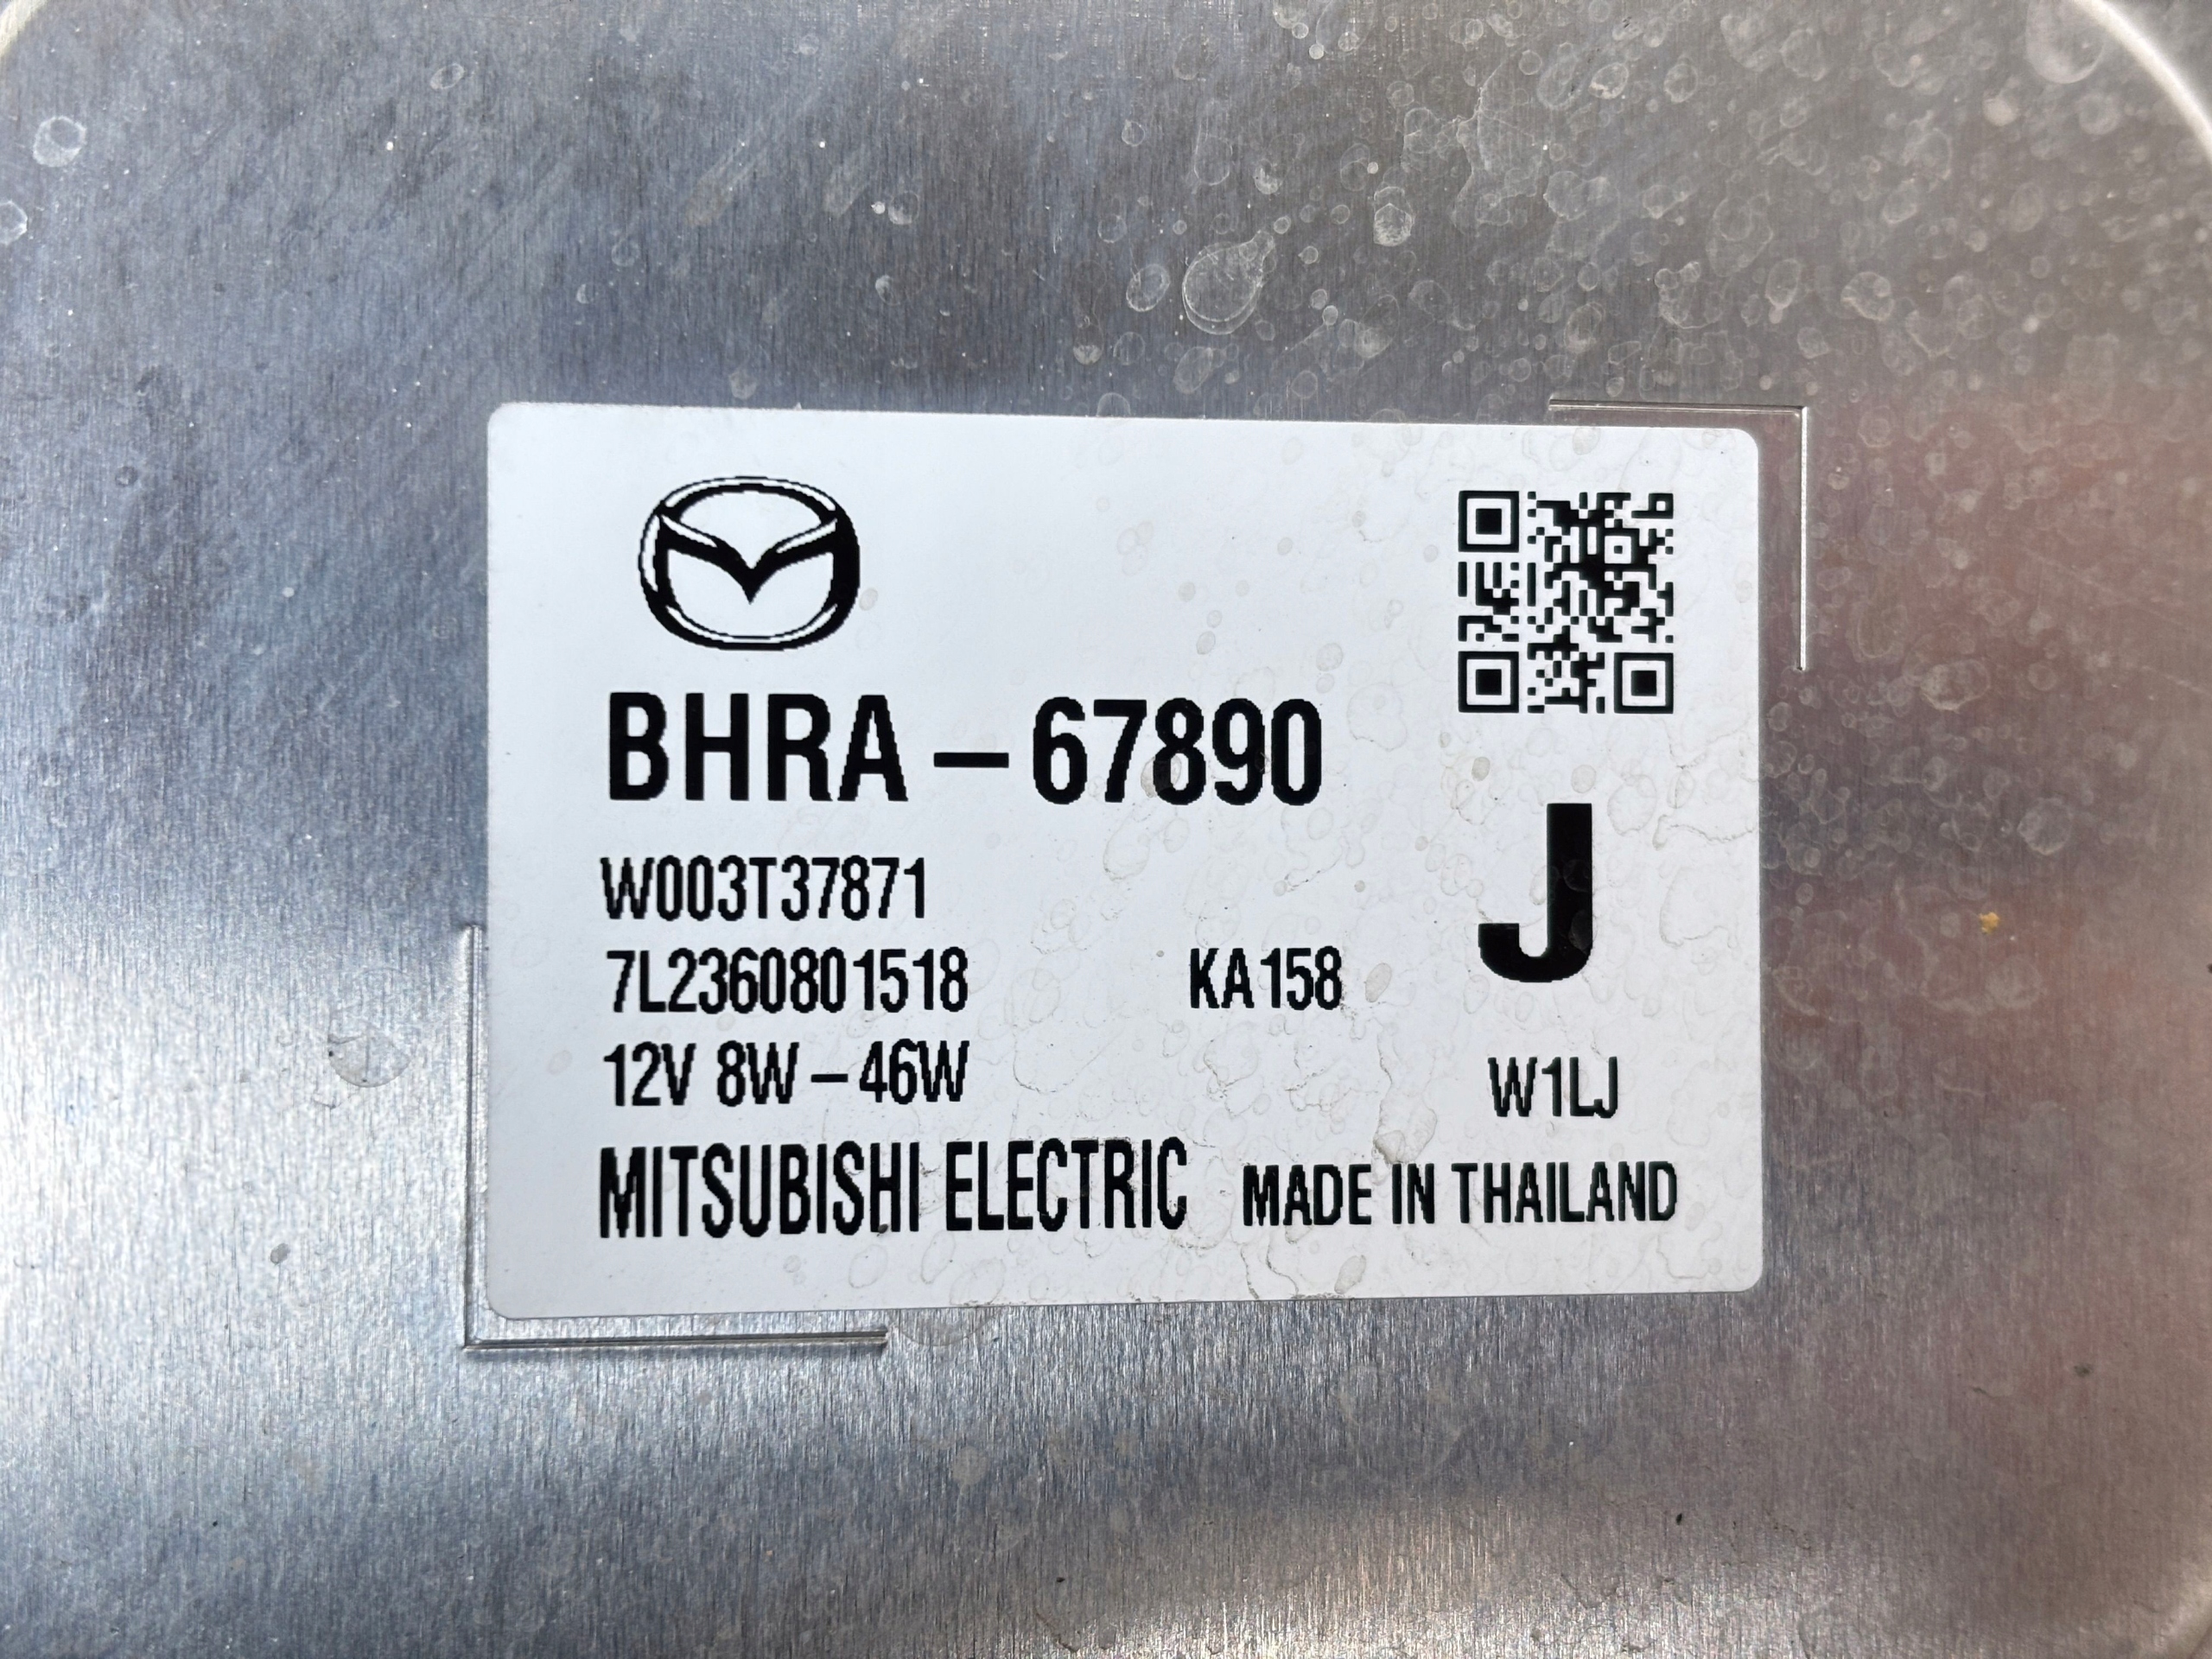 BHRA-67890
J
W003T37871
7L2360801518 KA158
12V 8W-46W W1LJ
MITSUBISHI ELECTRIC MADE IN THAILAND